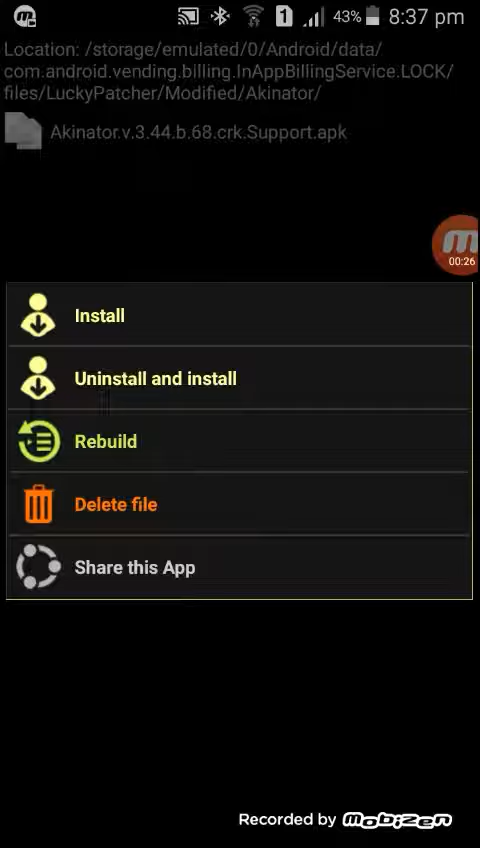 1 43% 8:37 pm
Location: /storage/emulated/0/Android/data/
com.android.vending.billing.InAppBillingService.LOCK/
files/LuckyPatcher/Modified/Akinator/
Akinator.v.3.44.b.68.crk.Support.apk
00:26
Install
Uninstall and install
Rebuild
Delete file
Share this App
Recorded by Mobizen